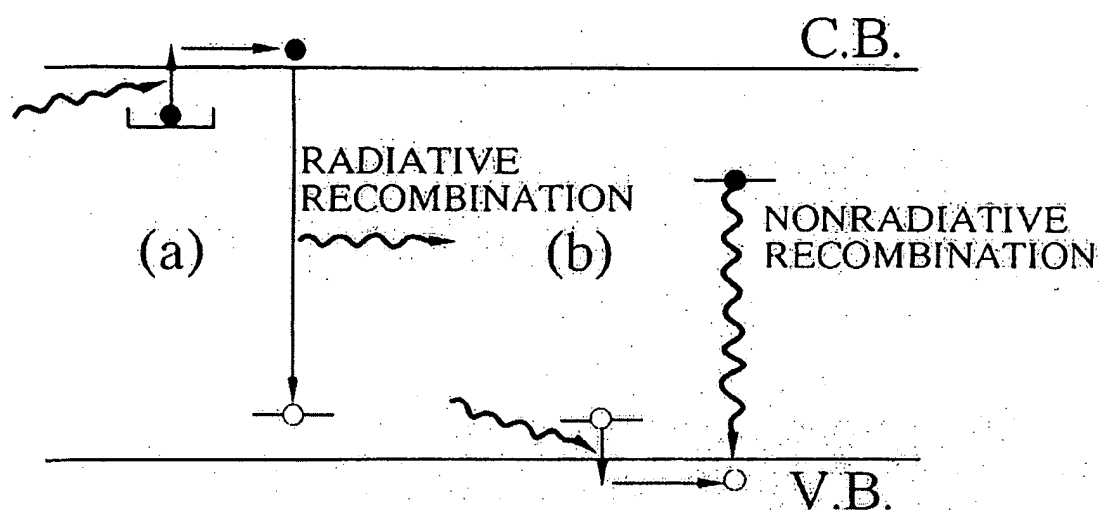 C.B.
RADIATIVE
RECOMBINATION
(a)
(b)
NONRADIATIVE
RECOMBINATION
V.B.